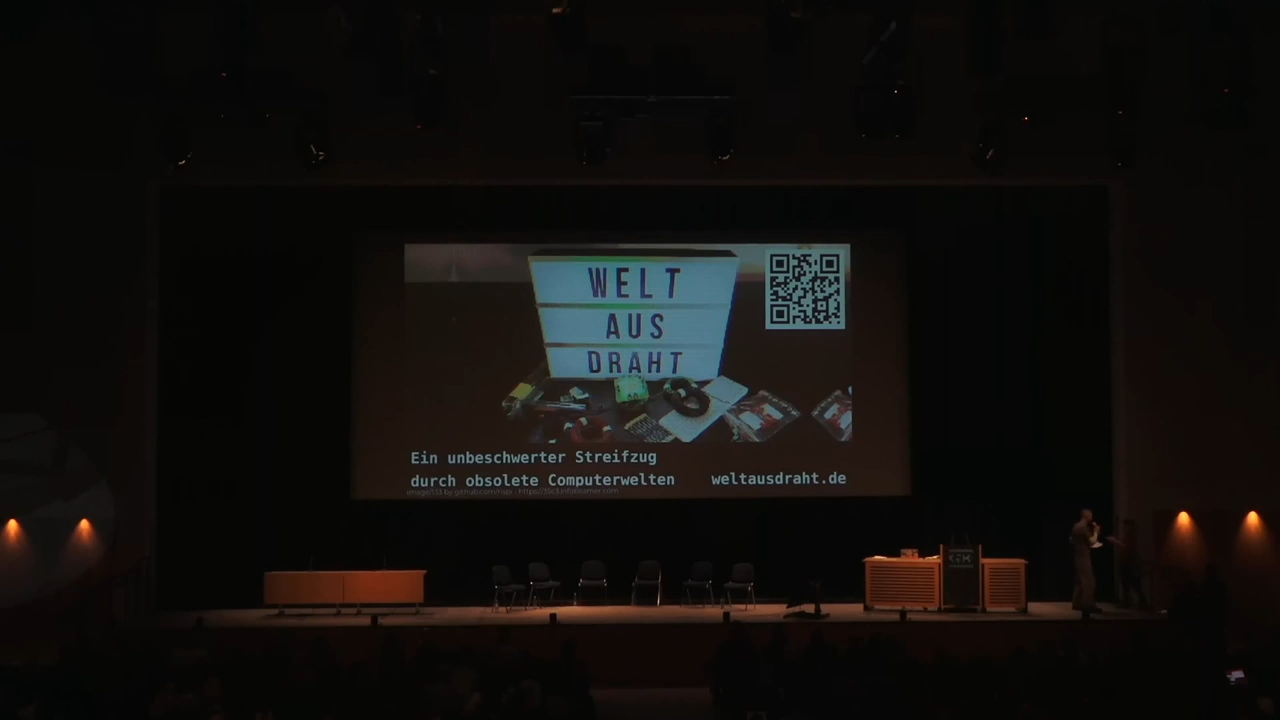 WELT
AUS
DRAHT
Ein unbeschwerter Streifzug
durch obsolete Computerwelten
weltausdraht.de